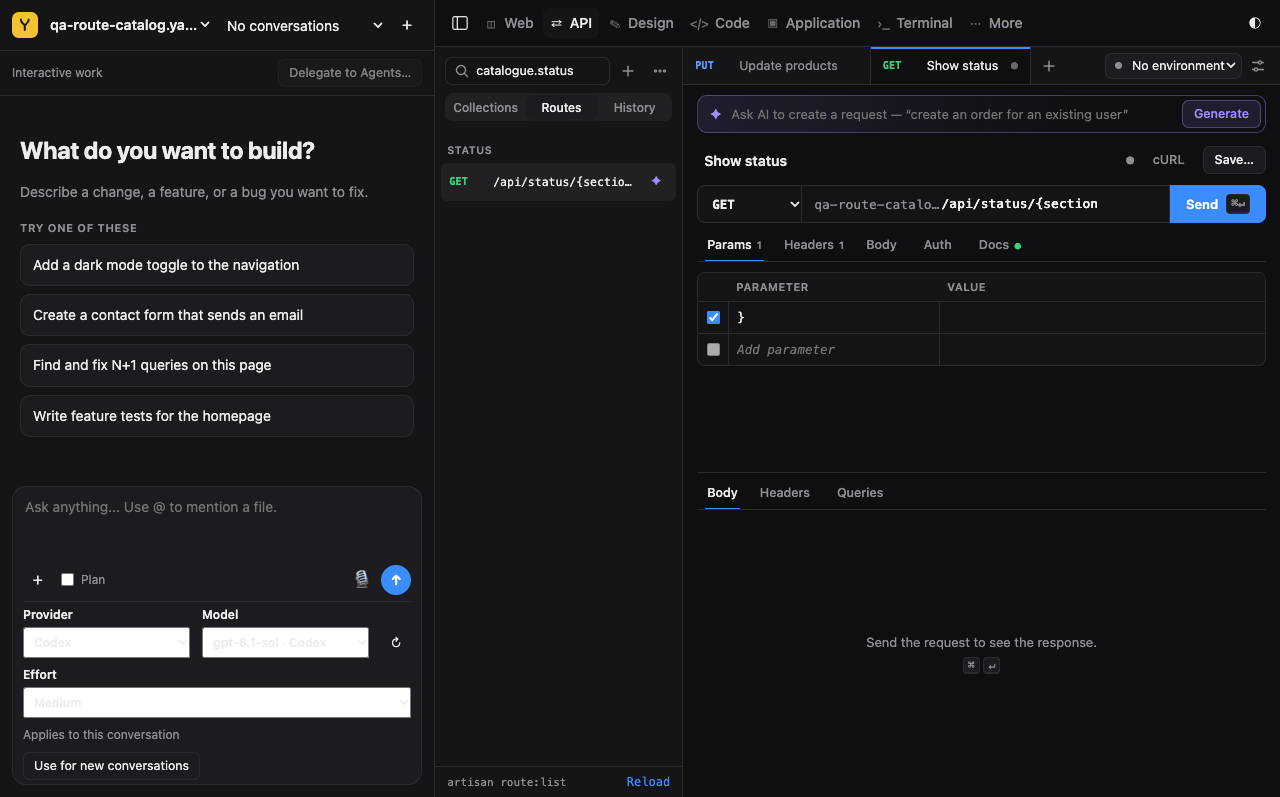 Y qa-route-catalog.ya... No conversations +
Interactive work Delegate to Agents...
What do you want to build?
Describe a change, a feature, or a bug you want to fix.
TRY ONE OF THESE
Add a dark mode toggle to the navigation
Create a contact form that sends an email
Find and fix N+1 queries on this page
Write feature tests for the homepage
Ask anything... Use @ to mention a file.
+ Plan
Provider Model
Codex gpt-6.1-sol · Codex
Effort
Medium
Applies to this conversation
Use for new conversations
Web API Design </> Code Application >_ Terminal ··· More
catalogue.status + ···
Collections Routes History
STATUS
GET /api/status/{sectio…
artisan route:list Reload
PUT Update products GET Show status + No environment
Ask AI to create a request — “create an order for an existing user” Generate
Show status cURL Save...
GET qa-route-catalo…/api/status/{section Send ⌘↵
Params 1 Headers 1 Body Auth Docs
PARAMETER VALUE
}
Add parameter
Body Headers Queries
Send the request to see the response.
⌘ ↵